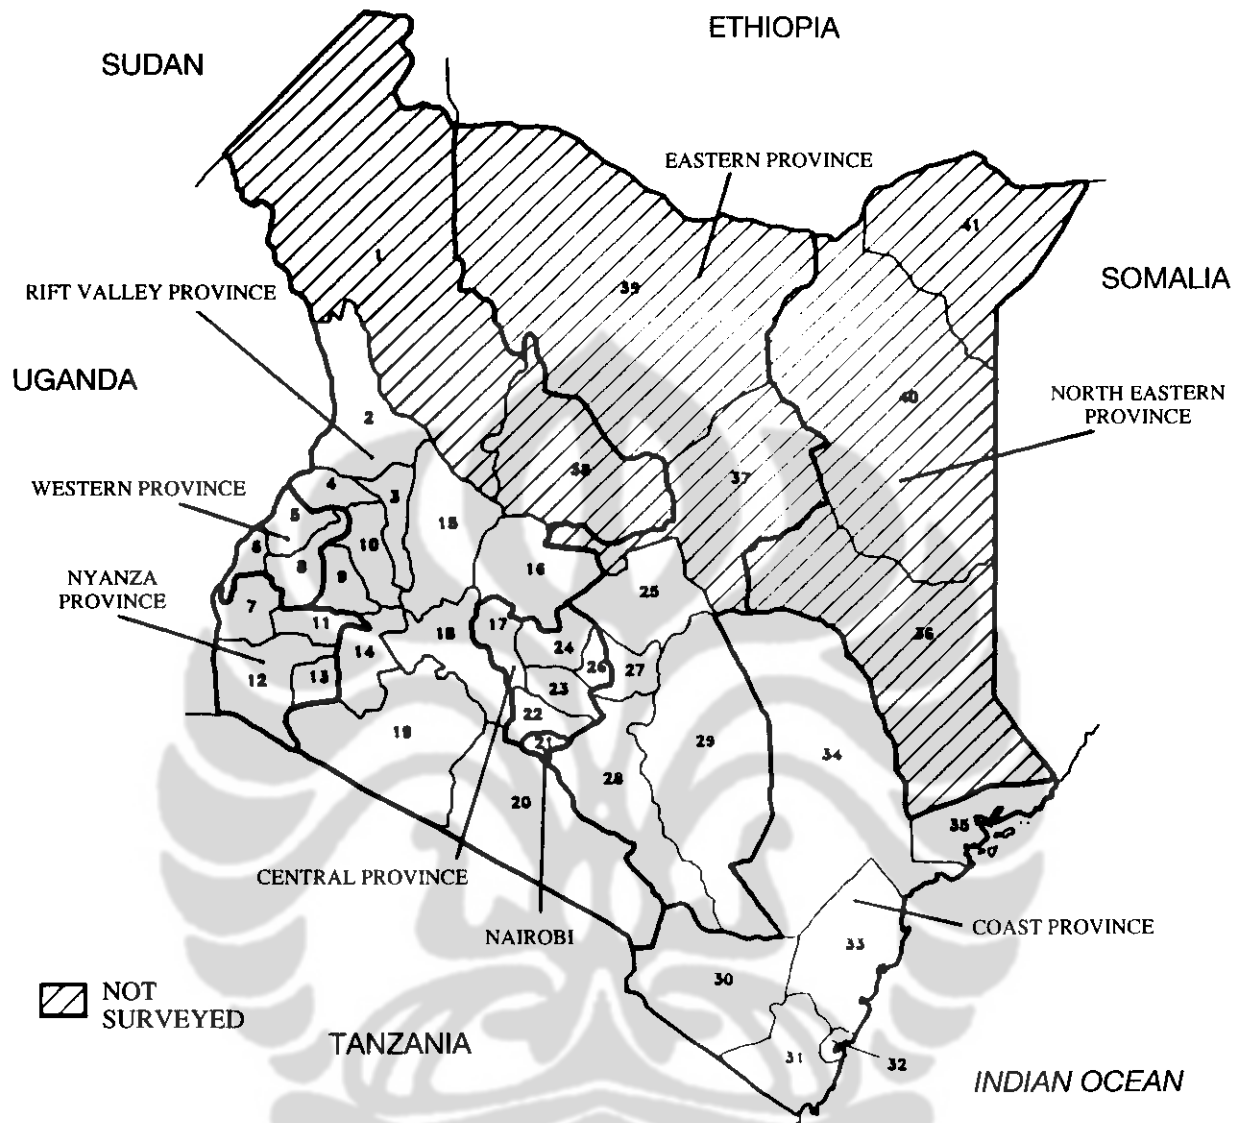 ETHIOPIA
SUDAN
EASTERN PROVINCE
41
1
39
SOMALIA
RIFT VALLEY PROVINCE
UGANDA
40
NORTH EASTERN
PROVINCE
2
38
37
WESTERN PROVINCE
4
3
5
15
6
10
8
9
16
NYANZA
PROVINCE
25
7
11
17
18
36
14
24
26
27
12
13
23
22
19
21
29
34
28
20
35
CENTRAL PROVINCE
NAIROBI
COAST PROVINCE
33
30
NOT
SURVEYED
TANZANIA
31
32
INDIAN OCEAN